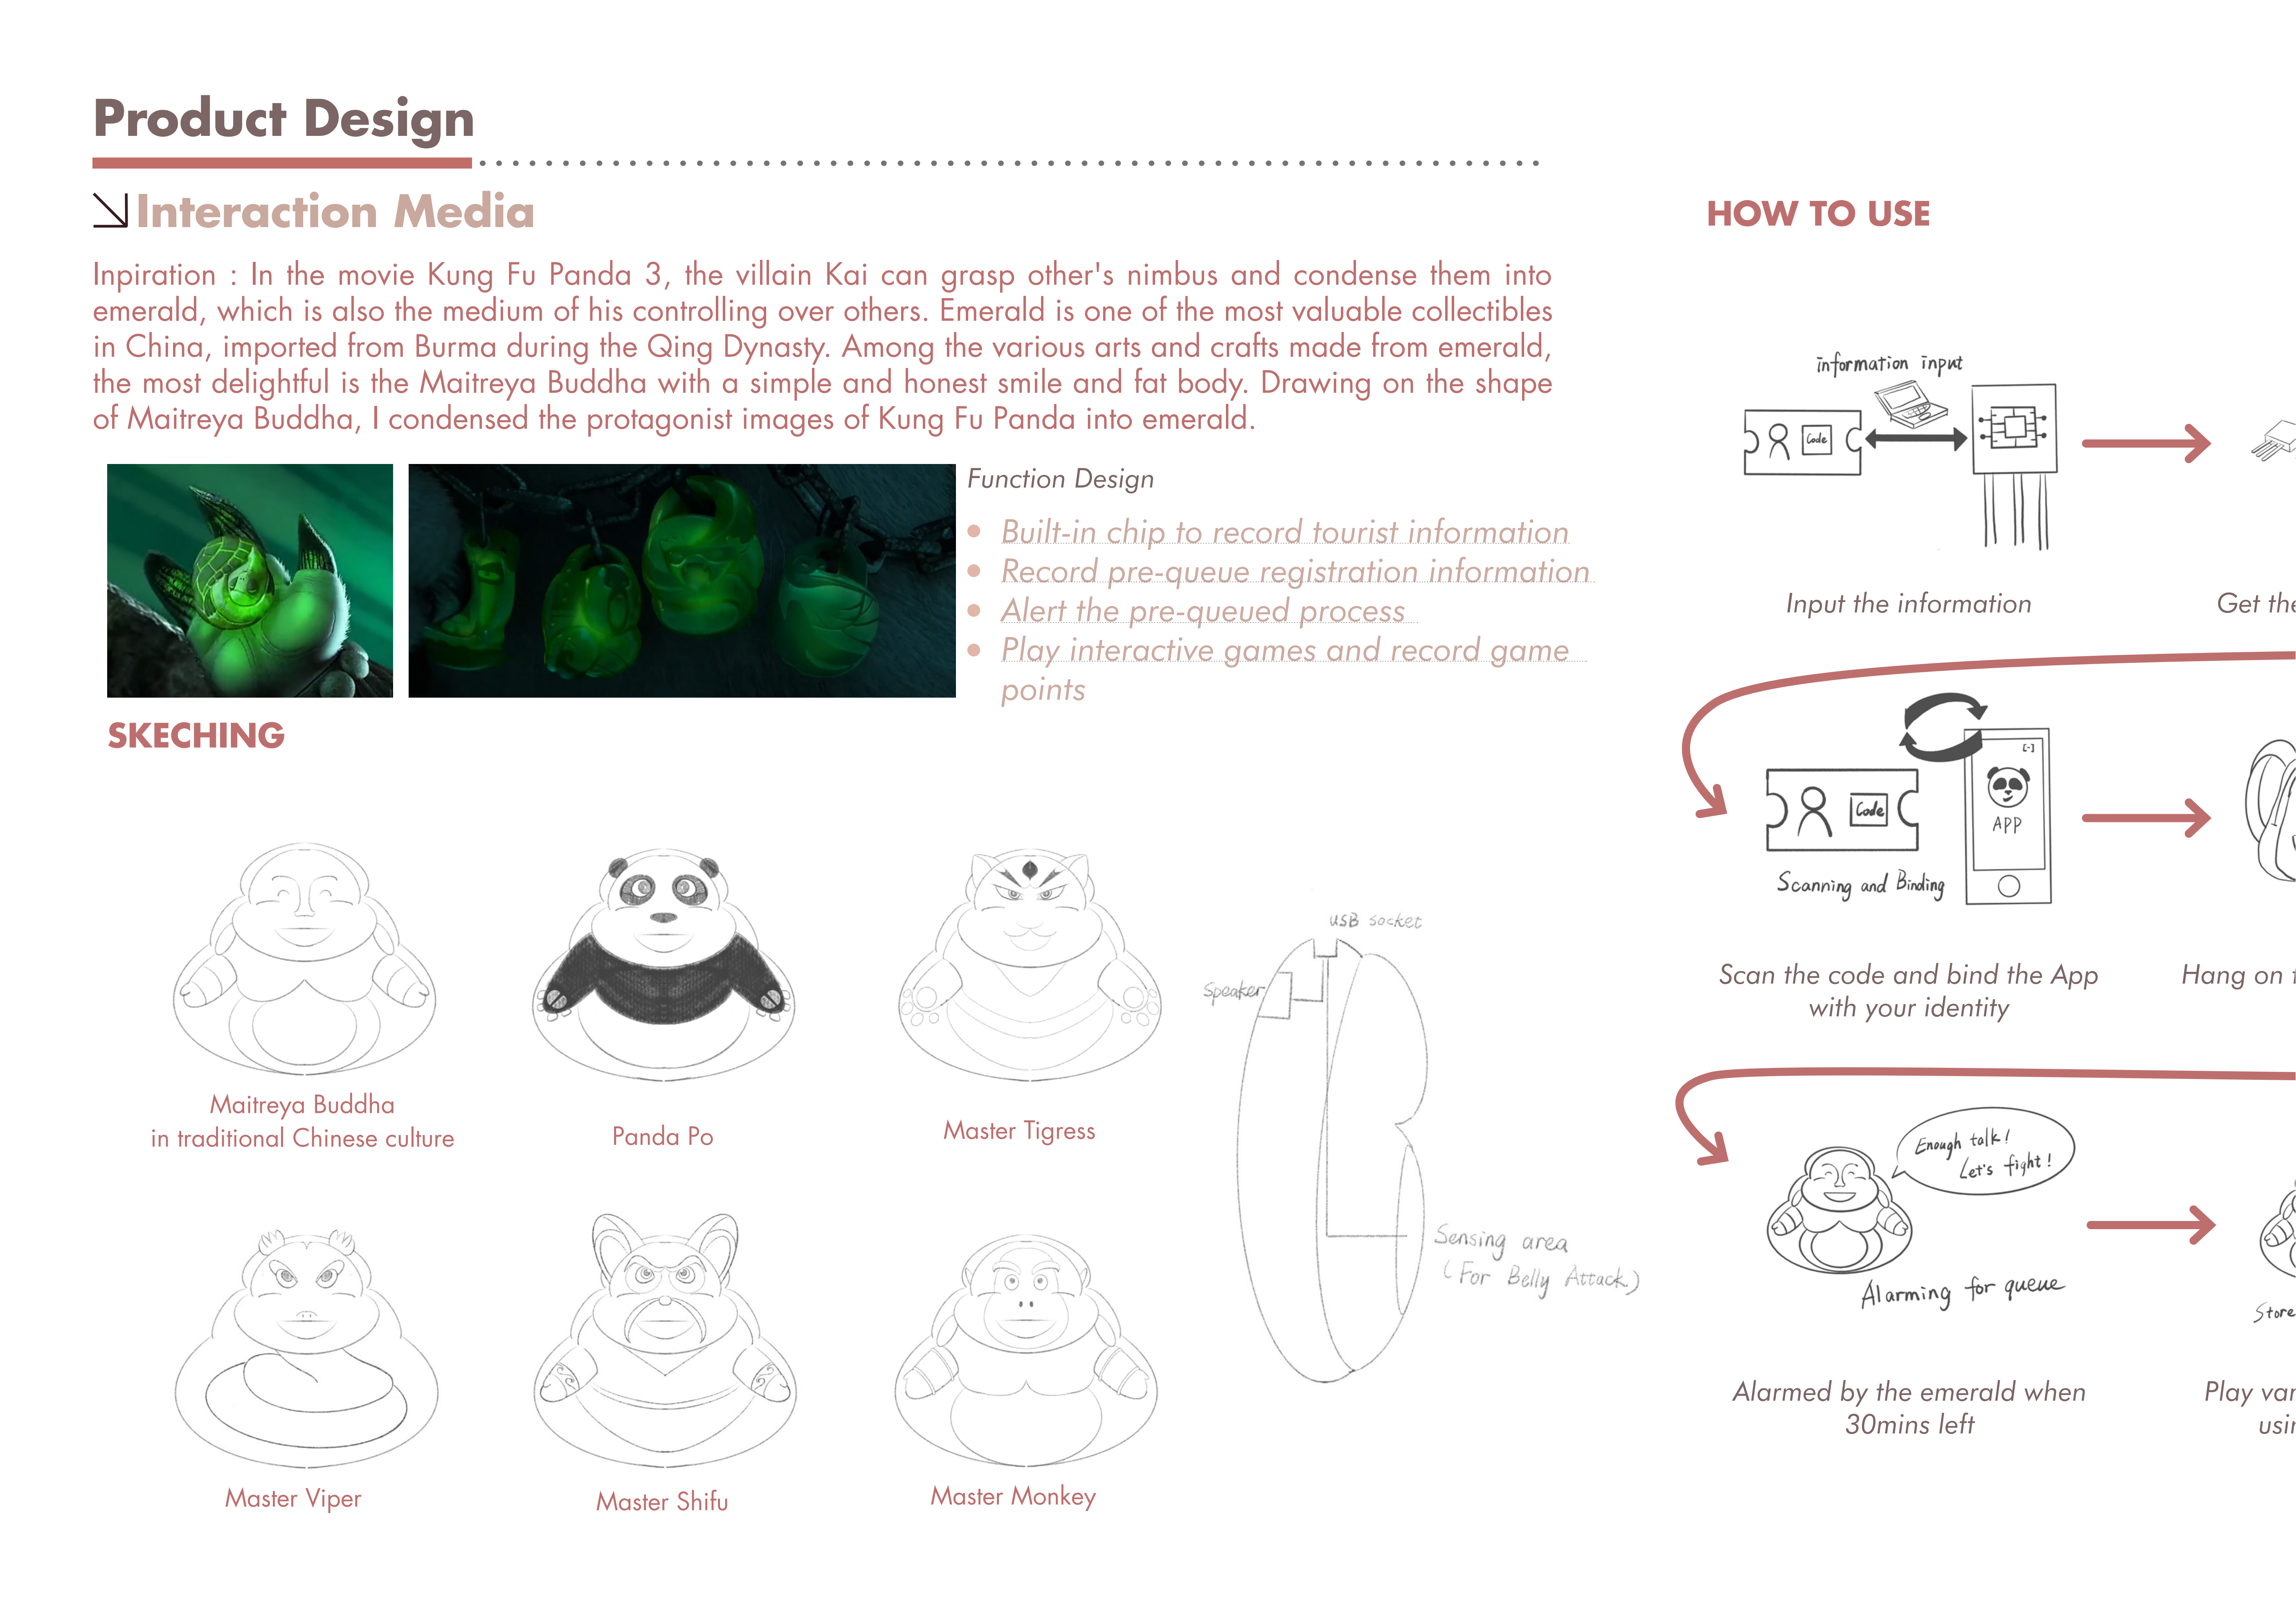 Product Design
Interaction Media
Inpiration : In the movie Kung Fu Panda 3, the villain Kai can grasp other's nimbus and condense them into
emerald, which is also the medium of his controlling over others. Emerald is one of the most valuable collectibles
in China, imported from Burma during the Qing Dynasty. Among the various arts and crafts made from emerald,
the most delightful is the Maitreya Buddha with a simple and honest smile and fat body. Drawing on the shape
of Maitreya Buddha, I condensed the protagonist images of Kung Fu Panda into emerald.
Function Design
Built-in chip to record tourist information
Record pre-queue registration information
Alert the pre-queued process
Play interactive games and record game
points
SKECHING
Maitreya Buddha
in traditional Chinese culture
Panda Po
Master Tigress
Master Viper
Master Shifu
Master Monkey
USB socket
Speaker
Sensing area
(For Belly Attack)
HOW TO USE
information input
Code
Input the information
Get the
Code
APP
Scanning and Binding
Scan the code and bind the App
with your identity
Hang on
Enough talk!
Let's fight!
Alarming for queue
Store
Alarmed by the emerald when
30mins left
Play